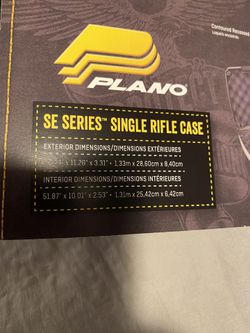 Contoured Recessed
PLANO
SE SERIES™ SINGLE RIFLE CASE
EXTERIOR DIMENSIONS/DIMENSIONS EXTÉRIEURES
x 11.26" x 3.31" • 1,33m x 28,60cm x 8,40cm
INTERIOR DIMENSIONS/DIMENSIONS INTÉRIEURES
51.87" x 10.01" x 2.53" • 1,31m x 25,42cm x 6,42cm